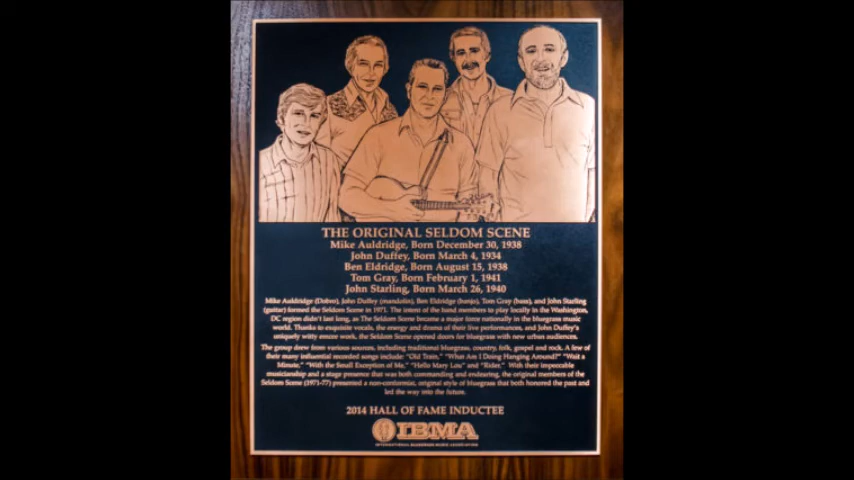 THE ORIGINAL SELDOM SCENE
Mike Auldridge, Born December 30, 1938
John Duffey, Born March 4, 1934
Ben Eldridge, Born August 15, 1938
Tom Gray, Born February 1, 1941
John Starling, Born March 26, 1940
Mike Auldridge (Dobro), John Duffey (mandolin), Ben Eldridge (banjo), Tom Gray (bass), and John Starling
(guitar) formed the Seldom Scene in 1971. The intent of the band members to play locally in the Washington,
DC region didn't last long, as The Seldom Scene became a major force nationally in the bluegrass music
world. Thanks to exquisite vocals, the energy and drama of their live performances, and John Duffey's
uniquely witty emcee work, the Seldom Scene opened doors for bluegrass with new urban audiences.
The group drew from various sources, including traditional bluegrass, country, folk, gospel and rock. A few of
their many influential recorded songs include: "Old Train," "What Am I Doing Hanging Around?" "Wait a
Minute," "With the Small Exception of Me," "Hello Mary Lou," and "Rider." With their impeccable
musicianship and a stage presence that was both commanding and endearing, the original members of the
Seldom Scene (1971-77) presented a non-conformist, original style of bluegrass that both honored the past and
led the way into the future.
2014 HALL OF FAME INDUCTEE
IBMA
INTERNATIONAL BLUEGRASS MUSIC ASSOCIATION